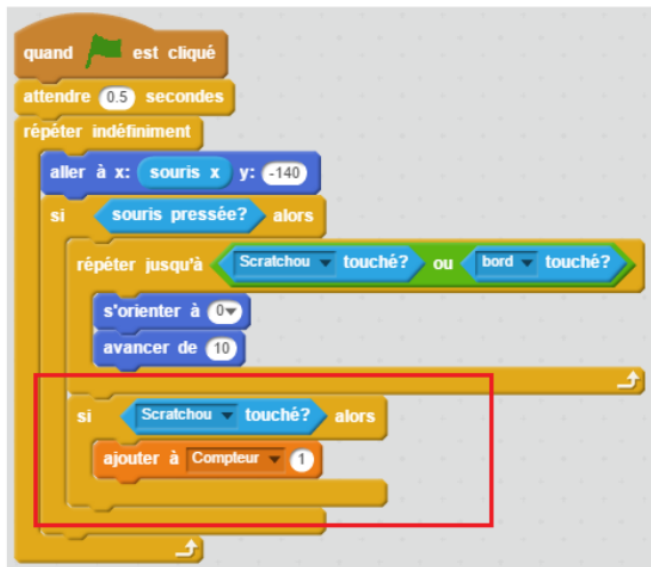 quand est cliqué
attendre 0.5 secondes
répéter indéfiniment
aller à x: souris x y: -140
si souris pressée? alors
répéter jusqu'à Scratchou touché? ou bord touché?
s'orienter à 0
avancer de 10
si Scratchou touché? alors
ajouter à Compteur 1